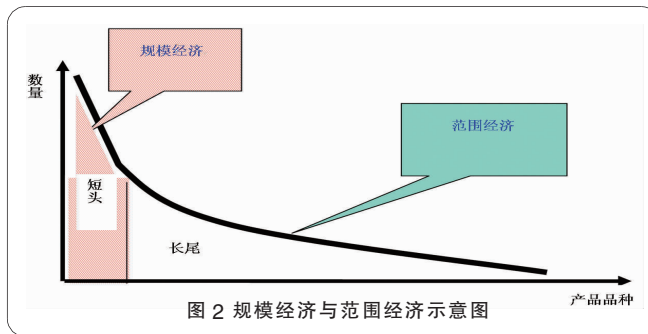 规模经济
数
量
范围经济
短
头
长尾
产品品种
图 2 规模经济与范围经济示意图